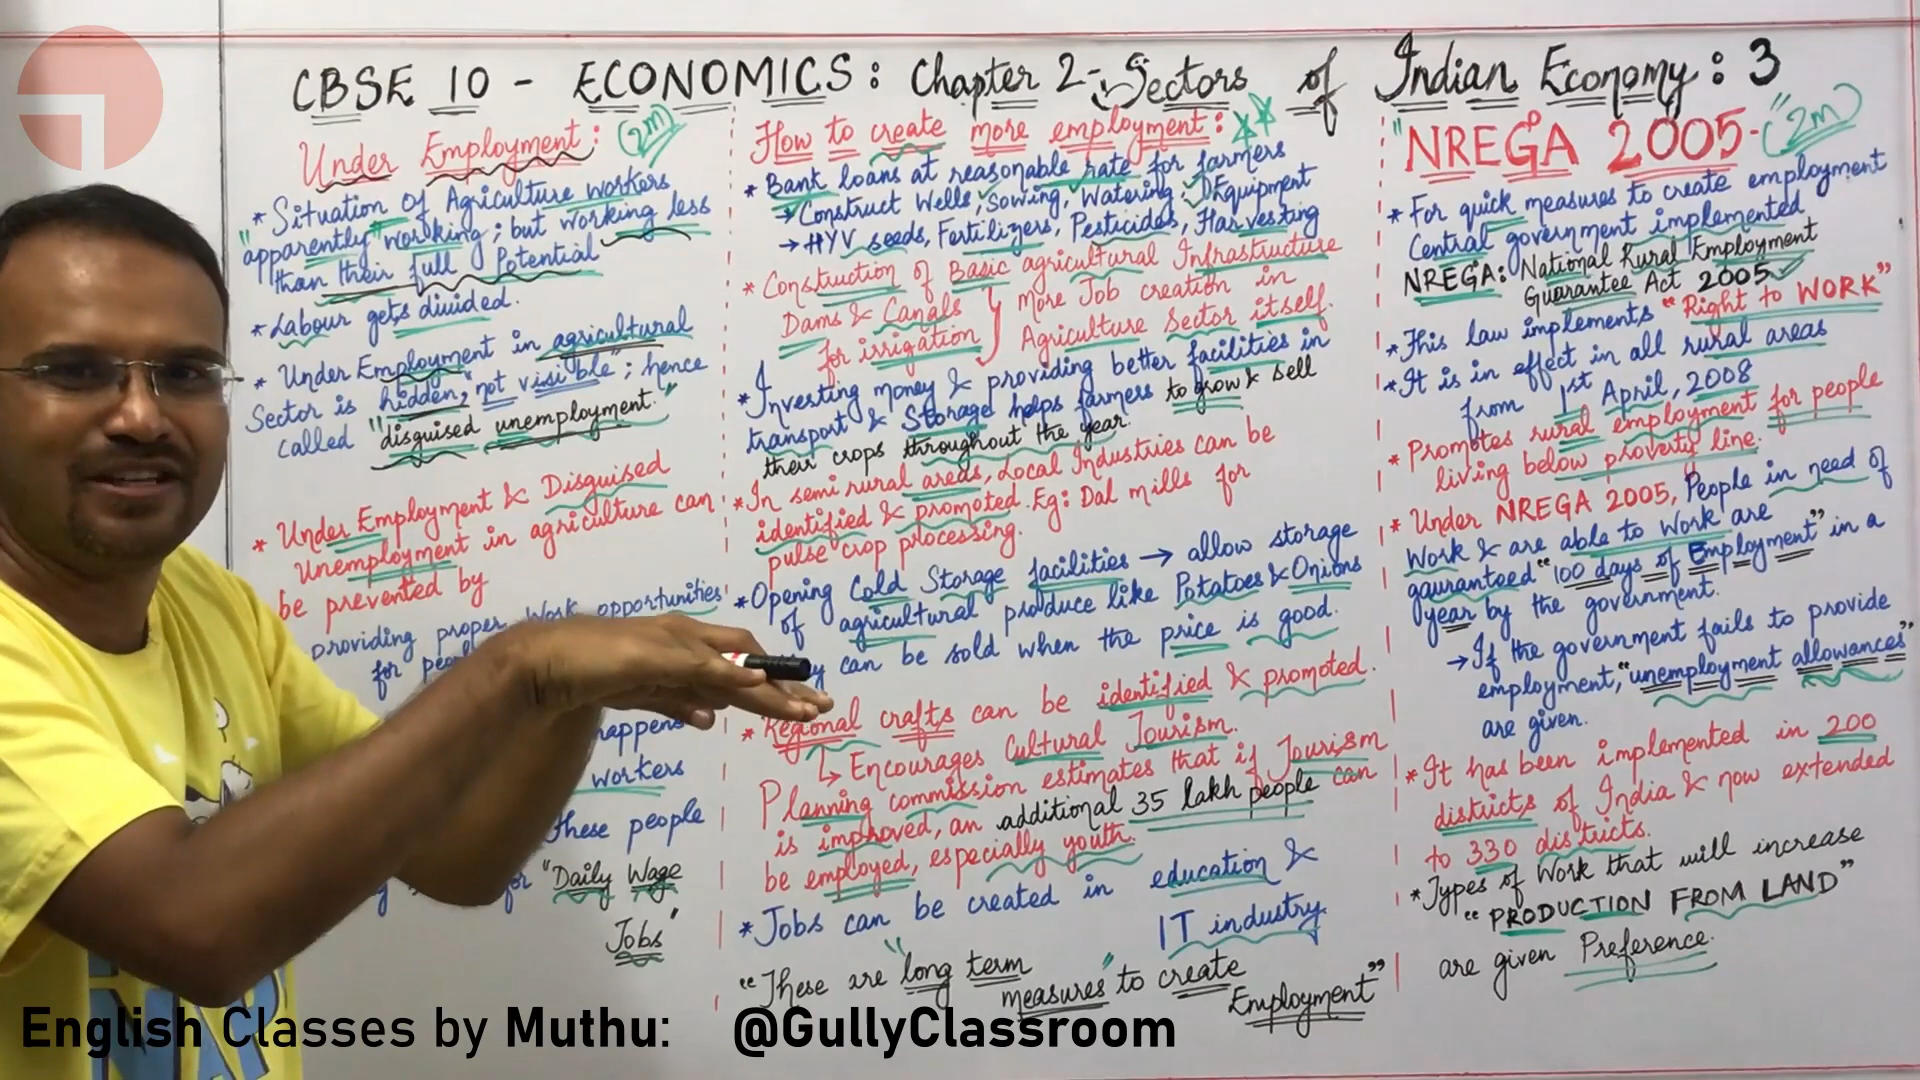 CBSE 10 - ECONOMICS: Chapter 2- Sectors of Indian Economy: 3
Under Employment: (2m)
* Situation of Agriculture workers
"apparently" working; but working less
than their full Potential
* Labour gets divided.
* Under Employment in agricultural
Sector is hidden, "not visible"; hence
called "disguised unemployment."
* Under Employment & Disguised
Unemployment in agriculture can
be prevented by
providing proper Work opportunities
for
happens
workers
these people
for "Daily Wage
Jobs"
How to create more employment:
* Bank loans at reasonable rate for farmers
→ Construct Wells, Sowing, Watering, Equipment
→ HYV seeds, Fertilizers, Pesticides, Harvesting
* Construction of Basic agricultural Infrastructure
Dams & Canals } More Job creation in
for irrigation Agriculture Sector itself.
* Investing money & providing better facilities in
transport & Storage helps farmers to grow & sell
their crops throughout the year.
* In semi rural areas, Local Industries can be
identified & promoted. Eg: Dal mills for
pulse crop processing.
* Opening Cold Storage facilities → allow storage
of agricultural produce like Potatoes & Onions
can be sold when the price is good.
* Regional crafts can be identified & promoted.
↳ Encourages Cultural Tourism.
Planning commission estimates that if Tourism
is improved, an additional 35 lakh people can
be employed, especially youth.
* Jobs can be created in education &
IT industry.
"These are "long term
measures" to create
Employment"
"NREGA 2005-" (2m)
* For quick measures to create employment
Central government implemented
NREGA: National Rural Employment
Guarantee Act 2005
* This law implements "Right to WORK"
* It is in effect in all rural areas
from 1st April, 2008
* Promotes rural employment for people
living below proverty line.
* Under NREGA 2005, People in need of
Work & are able to Work are
gauranteed "100 days of Employment" in a
year by the government.
→ If the government fails to provide
employment, "unemployment allowances"
are given.
* It has been implemented in 200
districts of India & now extended
to 330 districts.
* Types of Work that will increase
"PRODUCTION FROM LAND"
are given Preference.
English Classes by Muthu: @GullyClassroom